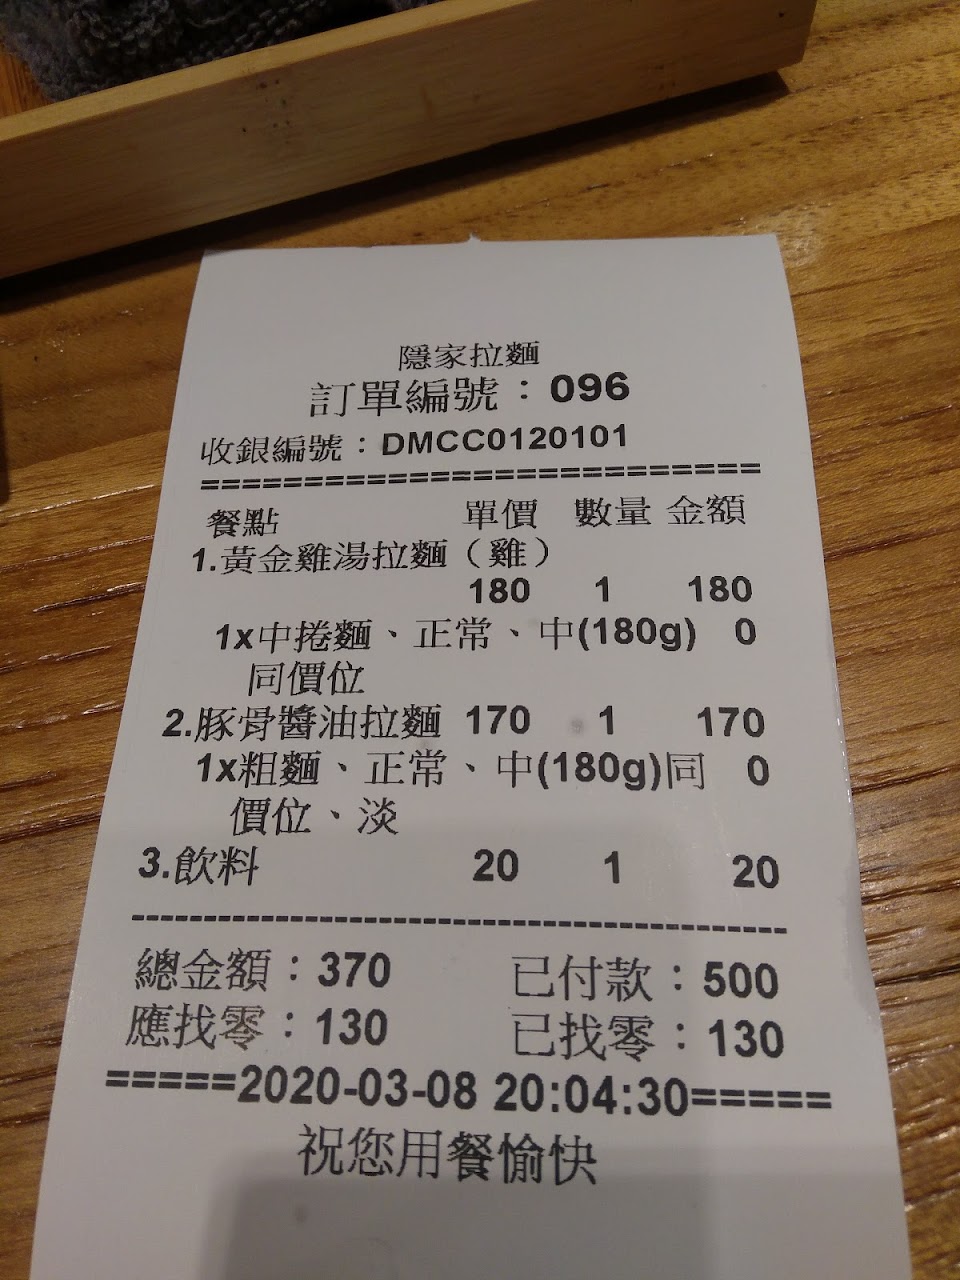 隱家拉麵
訂單編號：096
收銀編號：DMCC0120101
===========================
餐點 單價 數量 金額
1.黃金雞湯拉麵（雞）
180 1 180
1x中捲麵、正常、中(180g) 0
同價位
2.豚骨醬油拉麵 170 1 170
1x粗麵、正常、中(180g)同 0
價位、淡
3.飲料 20 1 20
--------------------------------------------------
總金額：370 已付款：500
應找零：130 已找零：130
=====2020-03-08 20:04:30=====
祝您用餐愉快